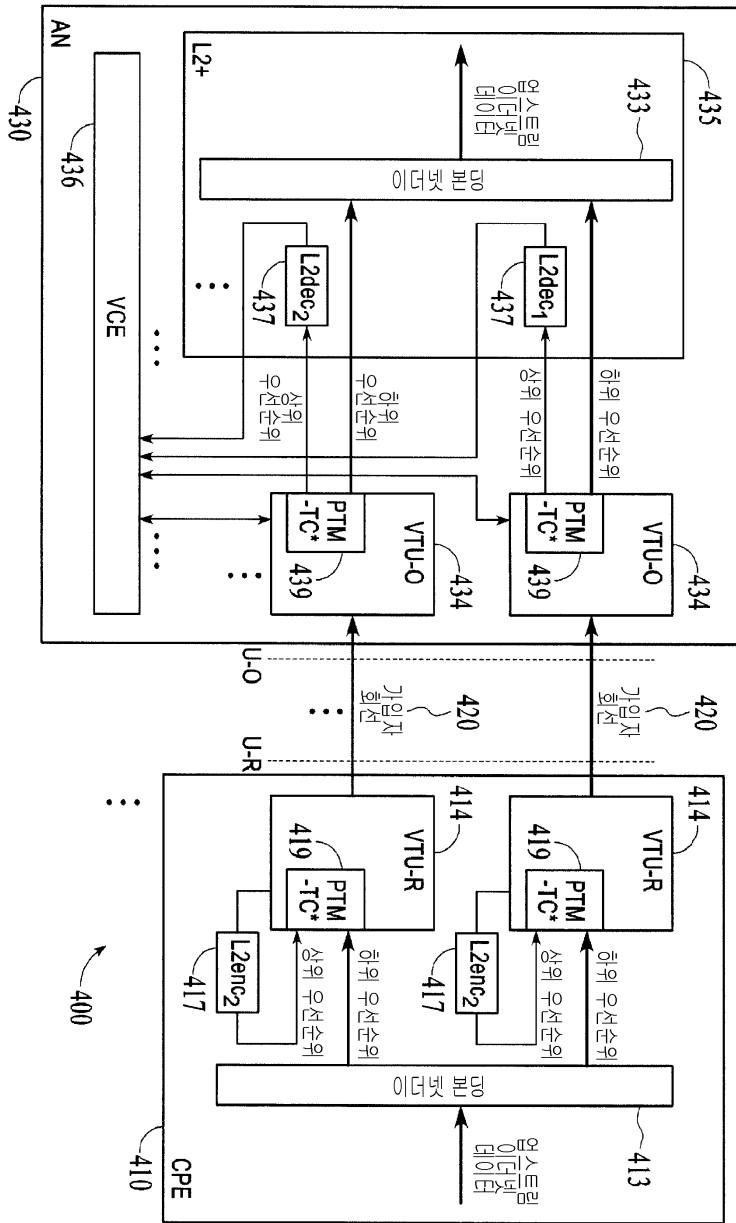 435
433
434
414
413
VTU-O
가입자
회선
420
VTU-R
하위 우선순위
PTM
-TC*
439
419
PTM
-TC*
하위 우선순위
상위 우선순위
상위 우선순위
L2dec₁
437
L2enc₂
417
업스트림
이더넷
데이터
이더넷 본딩
434
414
이더넷 본딩
업스트림
이더넷
데이터
VTU-O
가입자
회선
420
VTU-R
하위
우선순위
PTM
-TC*
439
419
PTM
-TC*
하위 우선순위
상위
우선순위
상위 우선순위
L2dec₂
437
L2enc₂
417
L2+
U-O
U-R
VCE
436
400
CPE
410
AN
430